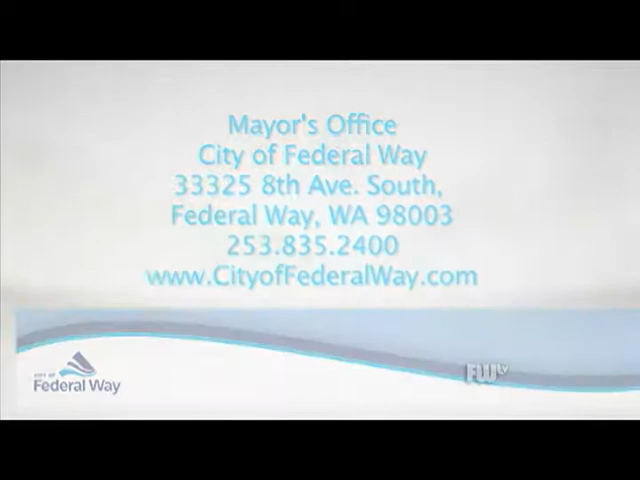 Mayor's Office
City of Federal Way
33325 8th Ave. South,
Federal Way, WA 98003
253.835.2400
www.CityofFederalWay.com
CITY OF
Federal Way
FWtv